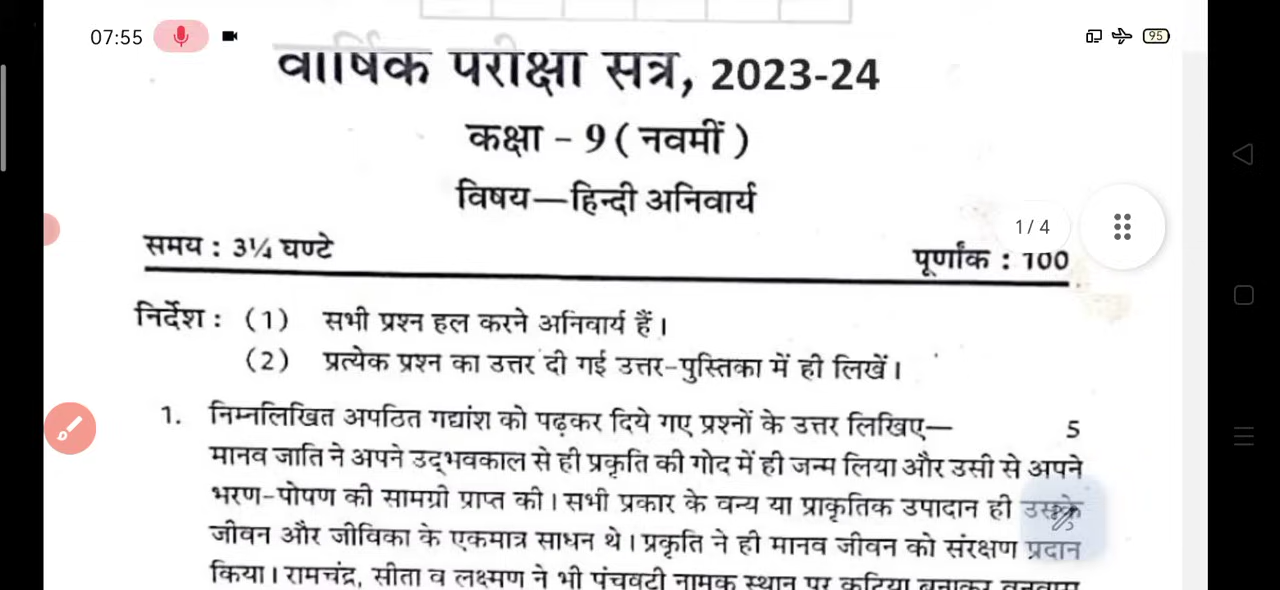 07:55
95
वार्षिक परीक्षा सत्र, 2023-24
कक्षा - 9 ( नवमीं )
विषय—हिन्दी अनिवार्य
1 / 4
समय : 3¼ घण्टे
पूर्णांक : 100
निर्देश : (1) सभी प्रश्न हल करने अनिवार्य हैं।
(2) प्रत्येक प्रश्न का उत्तर दी गई उत्तर-पुस्तिका में ही लिखें।
1. निम्नलिखित अपठित गद्यांश को पढ़कर दिये गए प्रश्नों के उत्तर लिखिए— 5
मानव जाति ने अपने उद्भवकाल से ही प्रकृति की गोद में ही जन्म लिया और उसी से अपने
भरण-पोषण की सामग्री प्राप्त की। सभी प्रकार के वन्य या प्राकृतिक उपादान ही उसके
जीवन और जीविका के एकमात्र साधन थे। प्रकृति ने ही मानव जीवन को संरक्षण प्रदान
किया। रामचंद्र, सीता व लक्ष्मण ने भी पंचवटी नामक स्थान पर कुटिया बनाकर वनवास